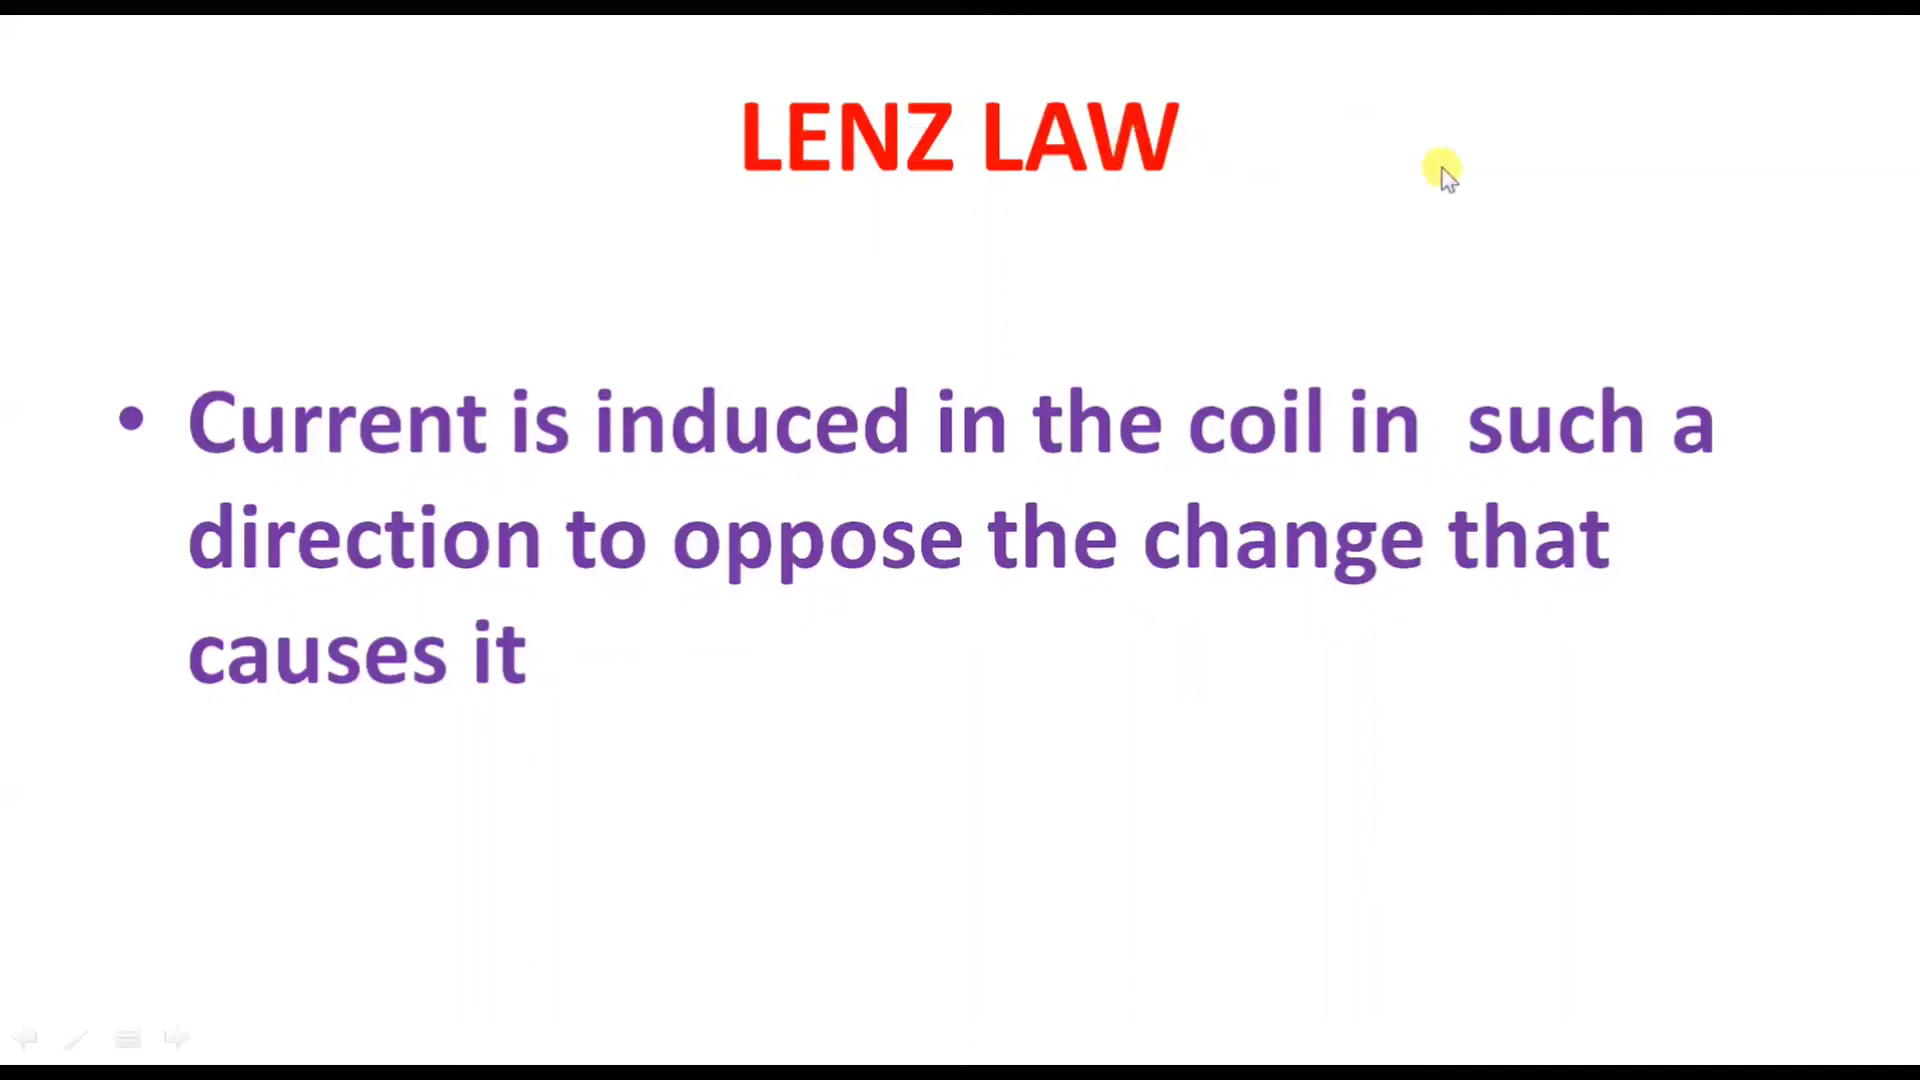 LENZ LAW
• Current is induced in the coil in  such a
direction to oppose the change that
causes it